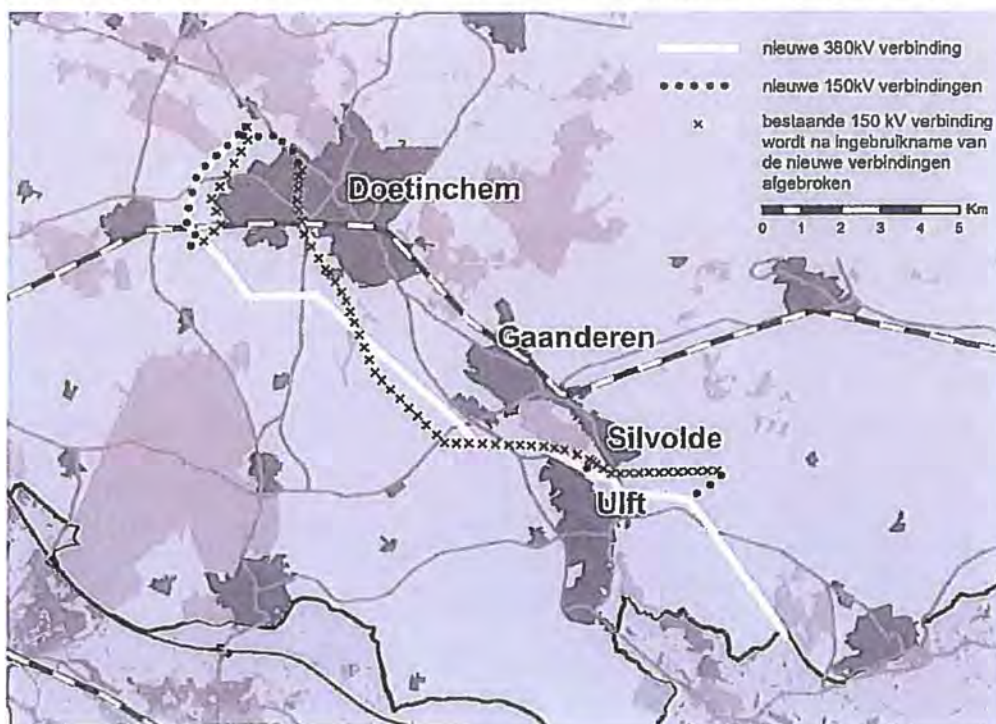 nieuwe 380kV verbinding
nieuwe 150kV verbindingen
bestaande 150 kV verbinding
wordt na ingebruikname van
de nieuwe verbindingen
afgebroken
Km
0 1 2 3 4 5
Doetinchem
Gaanderen
Silvolde
Ulft